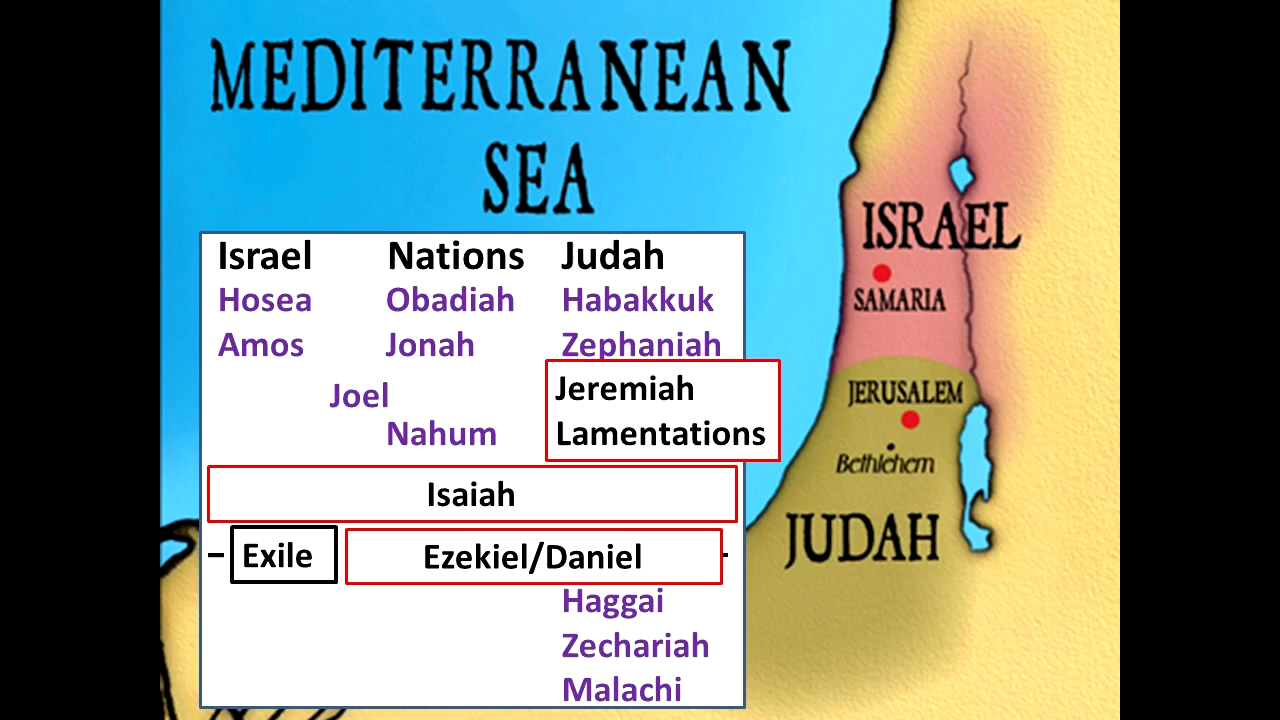 MEDITERRANEAN
SEA
Israel Nations Judah
Hosea Obadiah Habakkuk
Amos Jonah Zephaniah
Joel Jeremiah
Nahum Lamentations
Isaiah
– Exile Ezekiel/Daniel -
Haggai
Zechariah
Malachi
ISRAEL
SAMARIA
JERUSALEM
Bethlehem
JUDAH